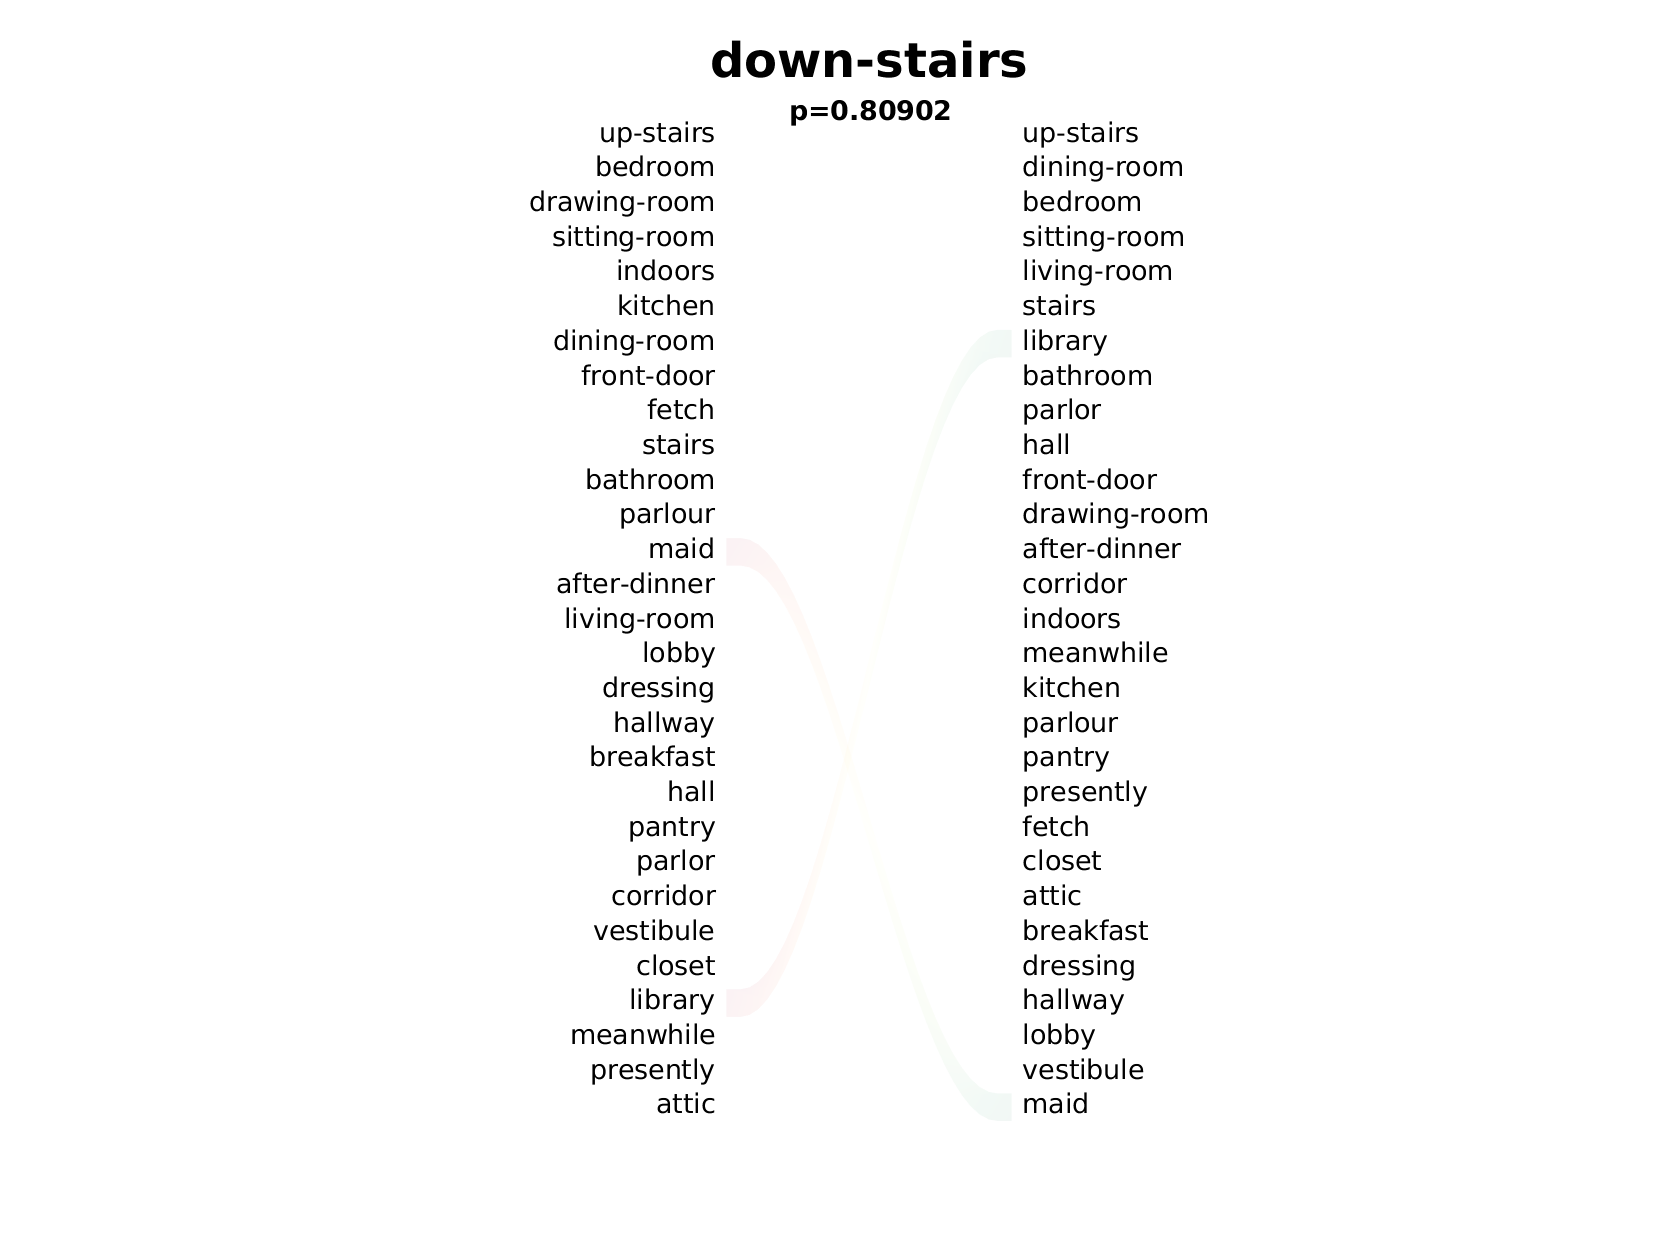 down-stairs
p=0.80902
up-stairs up-stairs
bedroom dining-room
drawing-room bedroom
sitting-room sitting-room
indoors living-room
kitchen stairs
dining-room library
front-door bathroom
fetch parlor
stairs hall
bathroom front-door
parlour drawing-room
maid after-dinner
after-dinner corridor
living-room indoors
lobby meanwhile
dressing kitchen
hallway parlour
breakfast pantry
hall presently
pantry fetch
parlor closet
corridor attic
vestibule breakfast
closet dressing
library hallway
meanwhile lobby
presently vestibule
attic maid